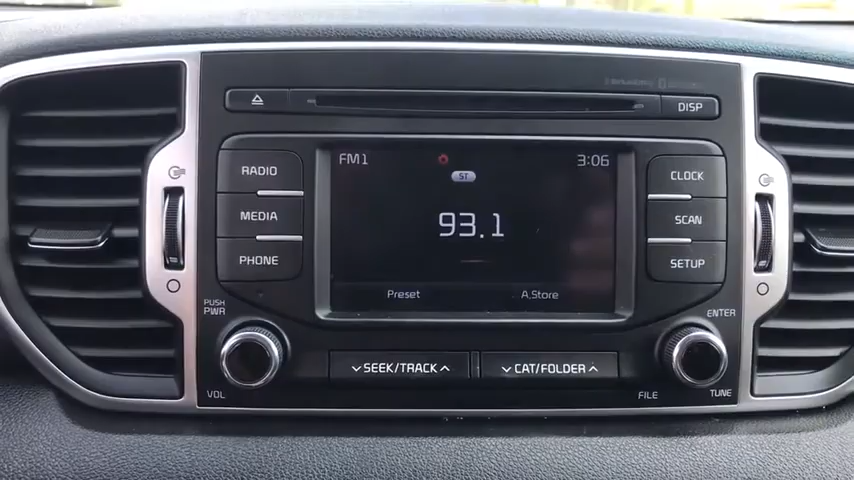 SiriusXM
DISP
RADIO
MEDIA
PHONE
FM1
3:06
ST
93.1
Preset
A.Store
CLOCK
SCAN
SETUP
PUSH
PWR
VOL
SEEK/TRACK
CAT/FOLDER
ENTER
FILE
TUNE